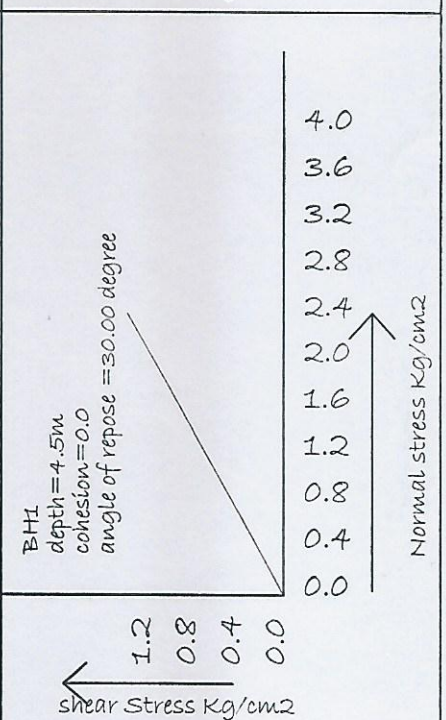 BH1
depth=4.5m
cohesion=0.0
angle of repose =30.00 degree
shear Stress Kg/cm2
1.2
0.8
0.4
0.0
0.0
0.4
0.8
1.2
1.6
2.0
2.4
2.8
3.2
3.6
4.0
Normal stress Kg/cm2